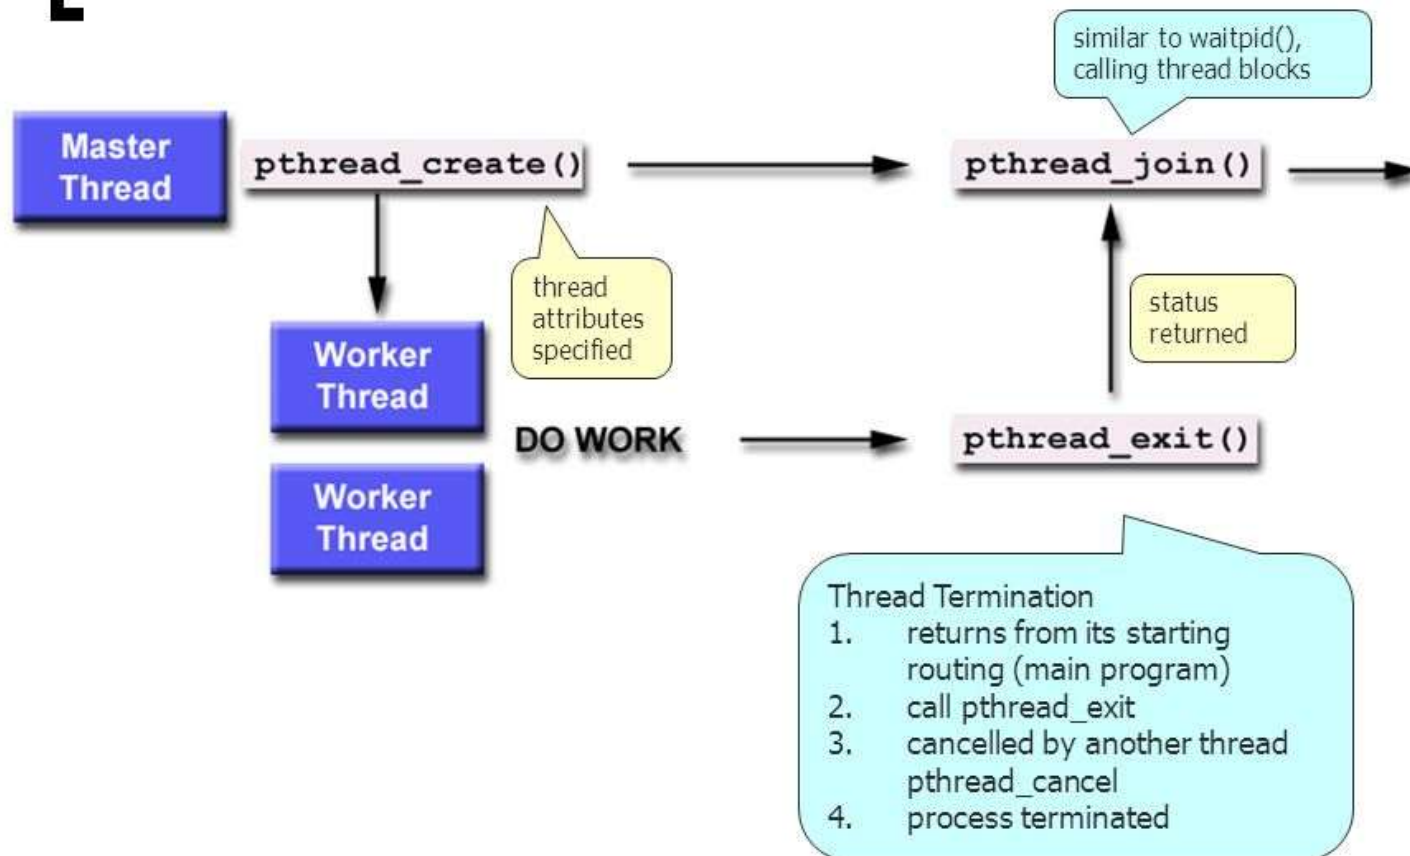 similar to waitpid(),
calling thread blocks
Master
Thread
pthread_create()
pthread_join()
thread
attributes
specified
status
returned
Worker
Thread
DO WORK
pthread_exit()
Worker
Thread
Thread Termination
1. returns from its starting
routing (main program)
2. call pthread_exit
3. cancelled by another thread
pthread_cancel
4. process terminated